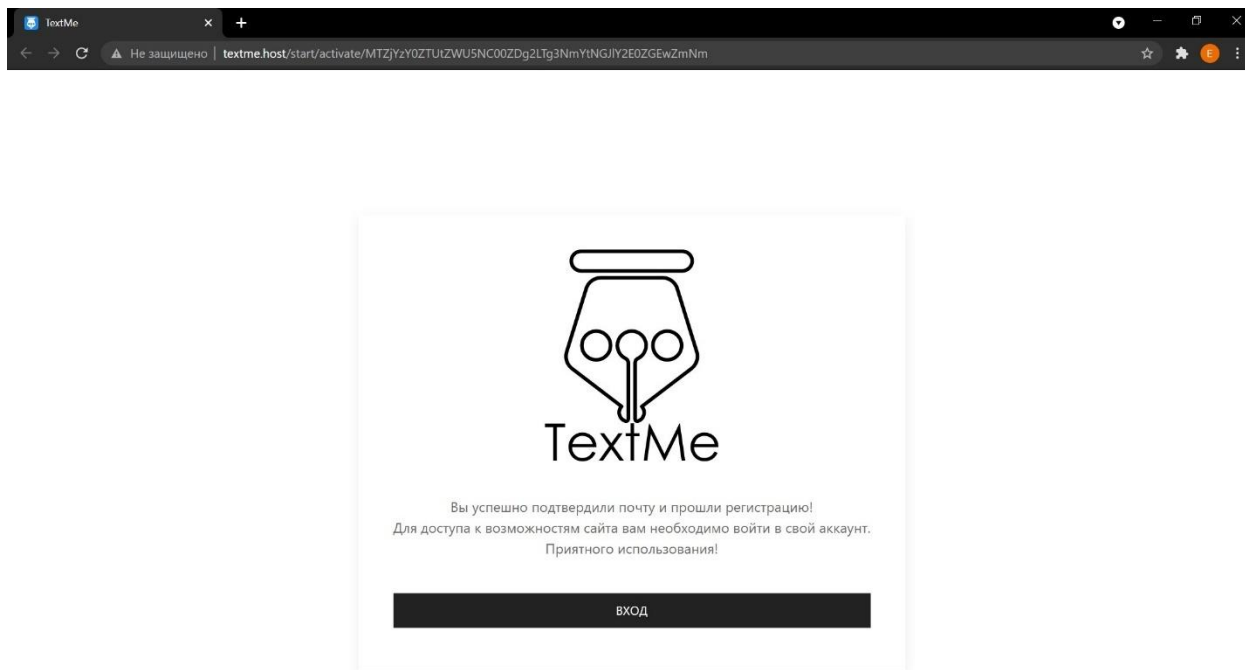 TextMe
Не защищено | textme.host/start/activate/MTZjYzY0ZTUtZWU5NC00ZDg2LTg3NmYtNGJlY2E0ZGEwZmNm
E
TextMe
Вы успешно подтвердили почту и прошли регистрацию!
Для доступа к возможностям сайта вам необходимо войти в свой аккаунт.
Приятного использования!
ВХОД